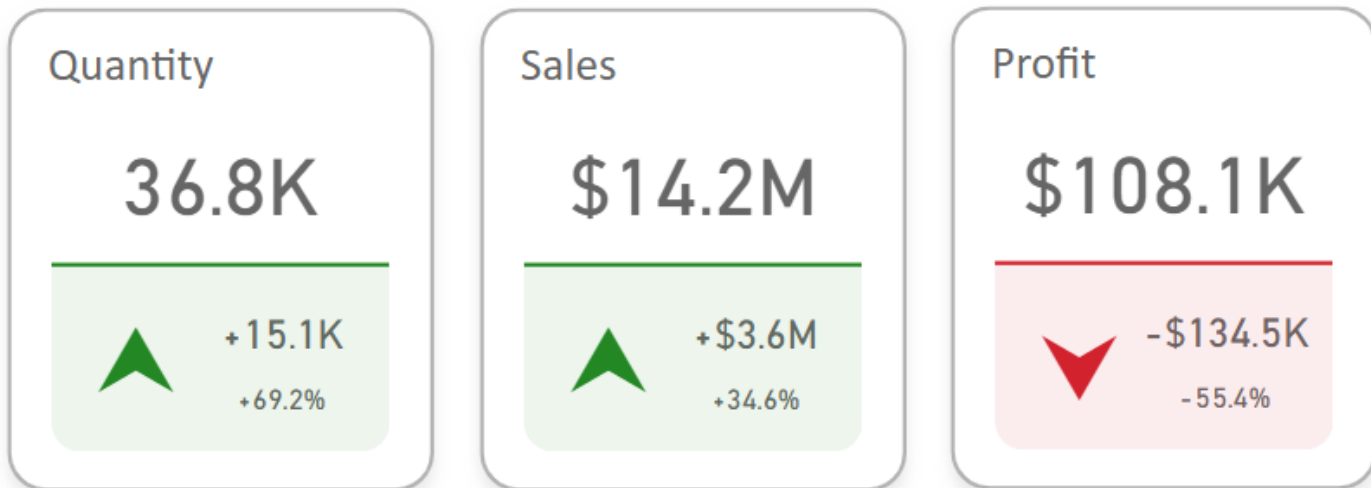 Quantity
36.8K
+15.1K
+69.2%
Sales
$14.2M
+$3.6M
+34.6%
Profit
$108.1K
-$134.5K
-55.4%